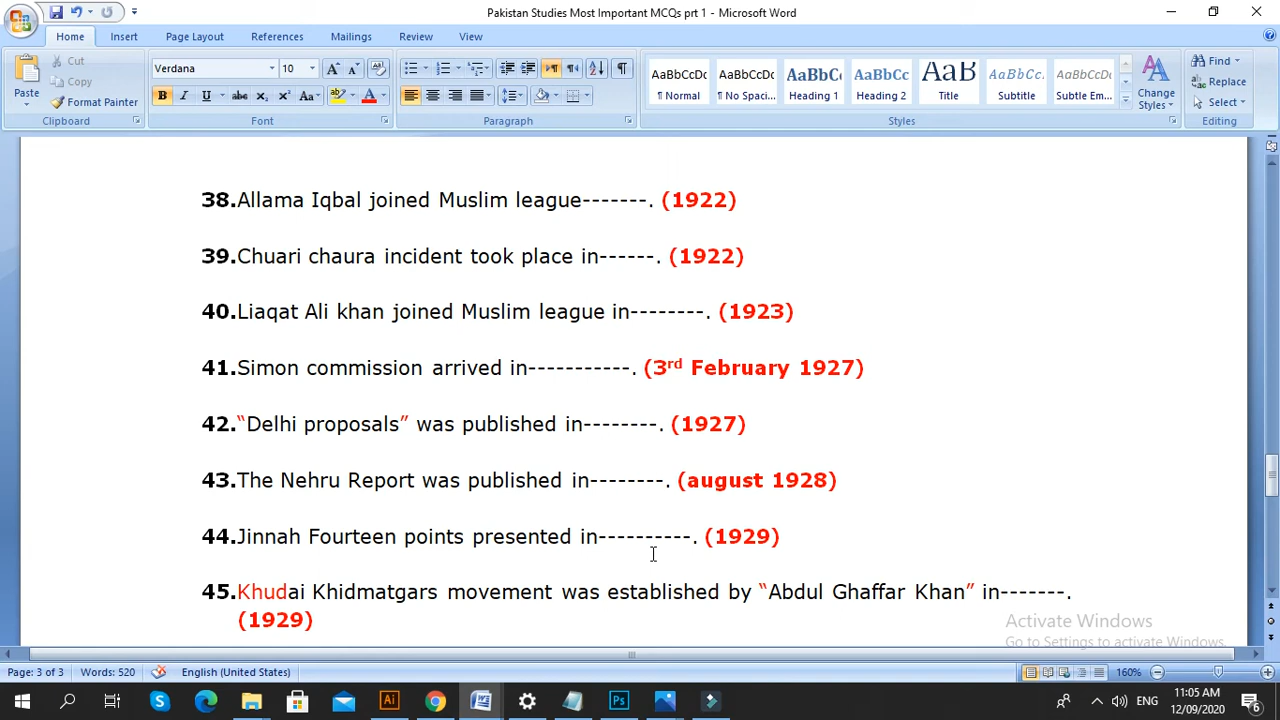 Pakistan Studies Most Important MCQs prt 1 - Microsoft Word
Home Insert Page Layout References Mailings Review View
Paste
Cut
Copy
Format Painter
Clipboard
Verdana 10
B I U abc x₂ x² Aa
Font
Paragraph
AaBbCcDc AaBbCcDc AaBbC AaBbCc AaB AaBbCc AaBbCcDc
¶ Normal ¶ No Spaci... Heading 1 Heading 2 Title Subtitle Subtle Em...
Change Styles
Styles
Find
Replace
Select
Editing
38.Allama Iqbal joined Muslim league-------. (1922)
39.Chuari chaura incident took place in------. (1922)
40.Liaqat Ali khan joined Muslim league in--------. (1923)
41.Simon commission arrived in-----------. (3rd February 1927)
42.“Delhi proposals” was published in--------. (1927)
43.The Nehru Report was published in--------. (august 1928)
44.Jinnah Fourteen points presented in----------. (1929)
45.Khudai Khidmatgars movement was established by “Abdul Ghaffar Khan” in-------.
(1929)
Activate Windows
Go to Settings to activate Windows.
Page: 3 of 3 Words: 520 English (United States) 160%
ENG 11:05 AM
12/09/2020 6